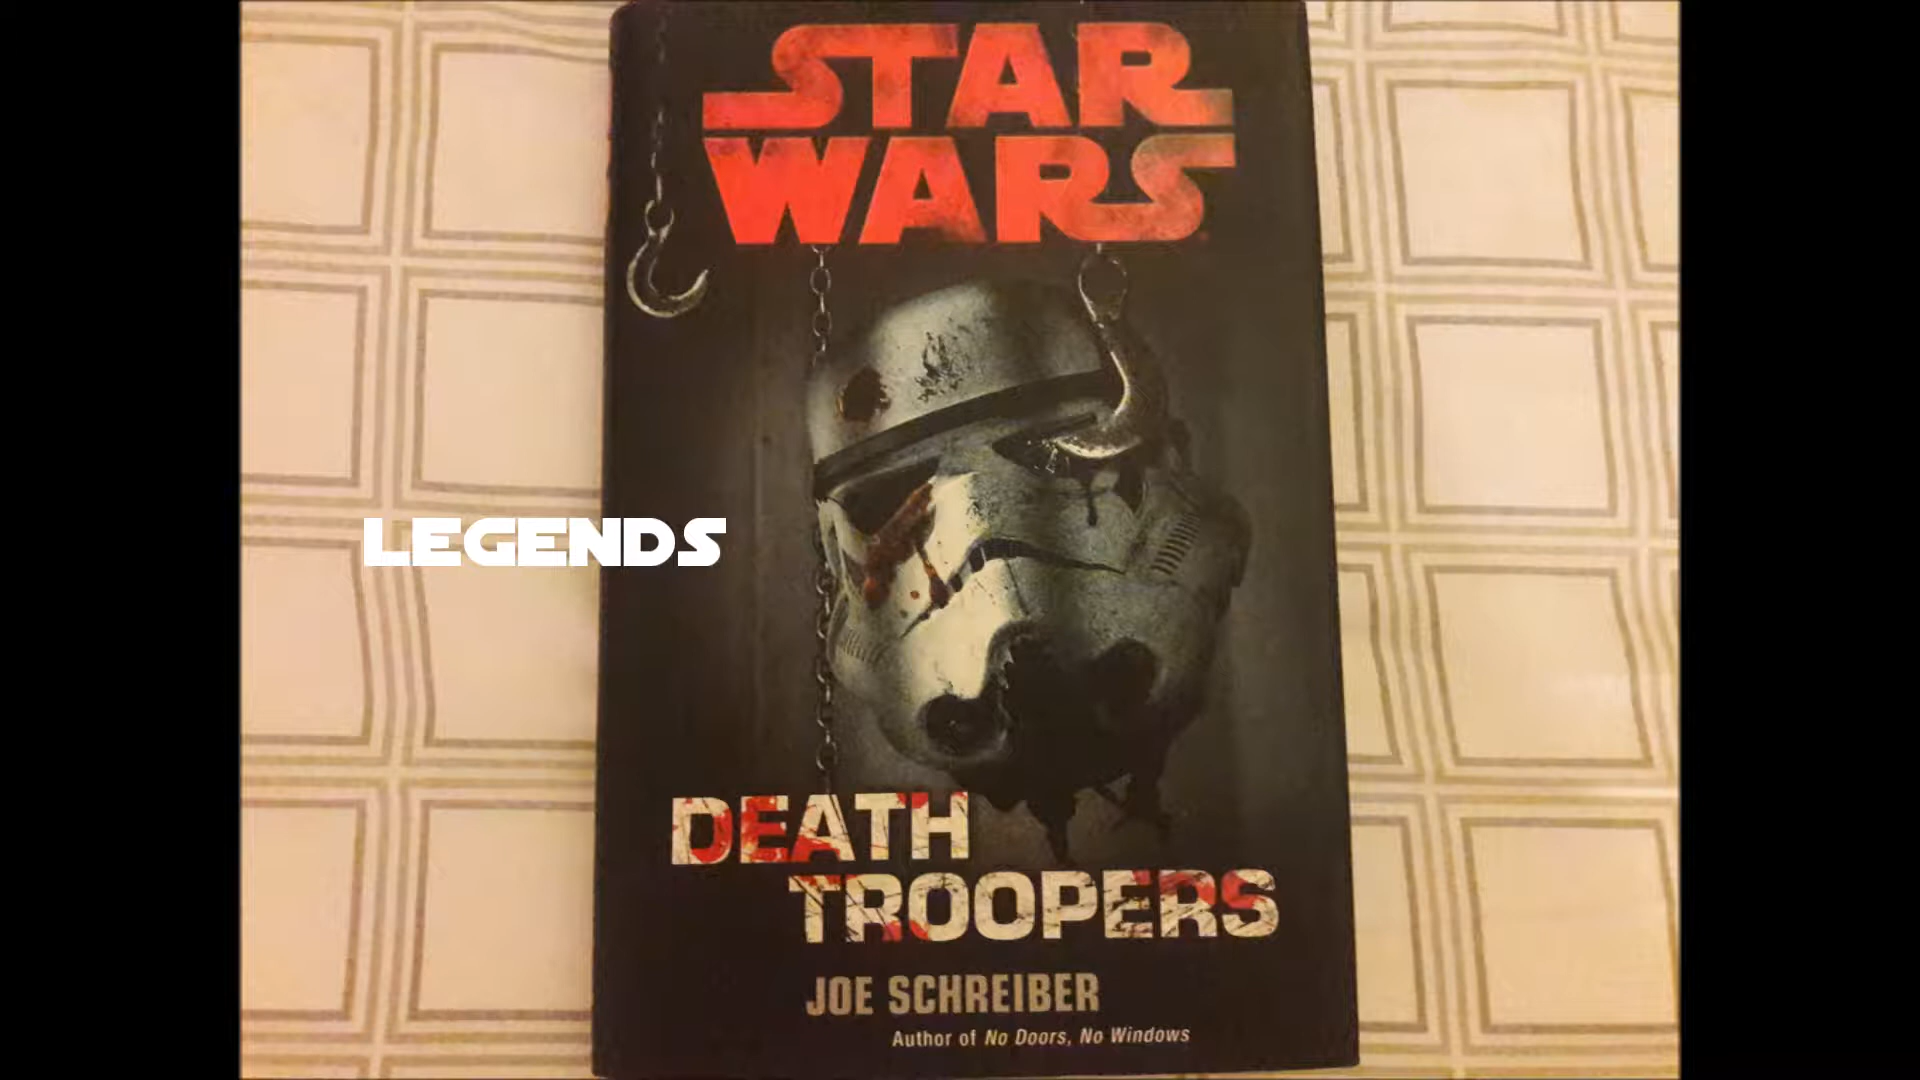 STAR
WARS
LEGENDS
DEATH
TROOPERS
JOE SCHREIBER
Author of No Doors, No Windows